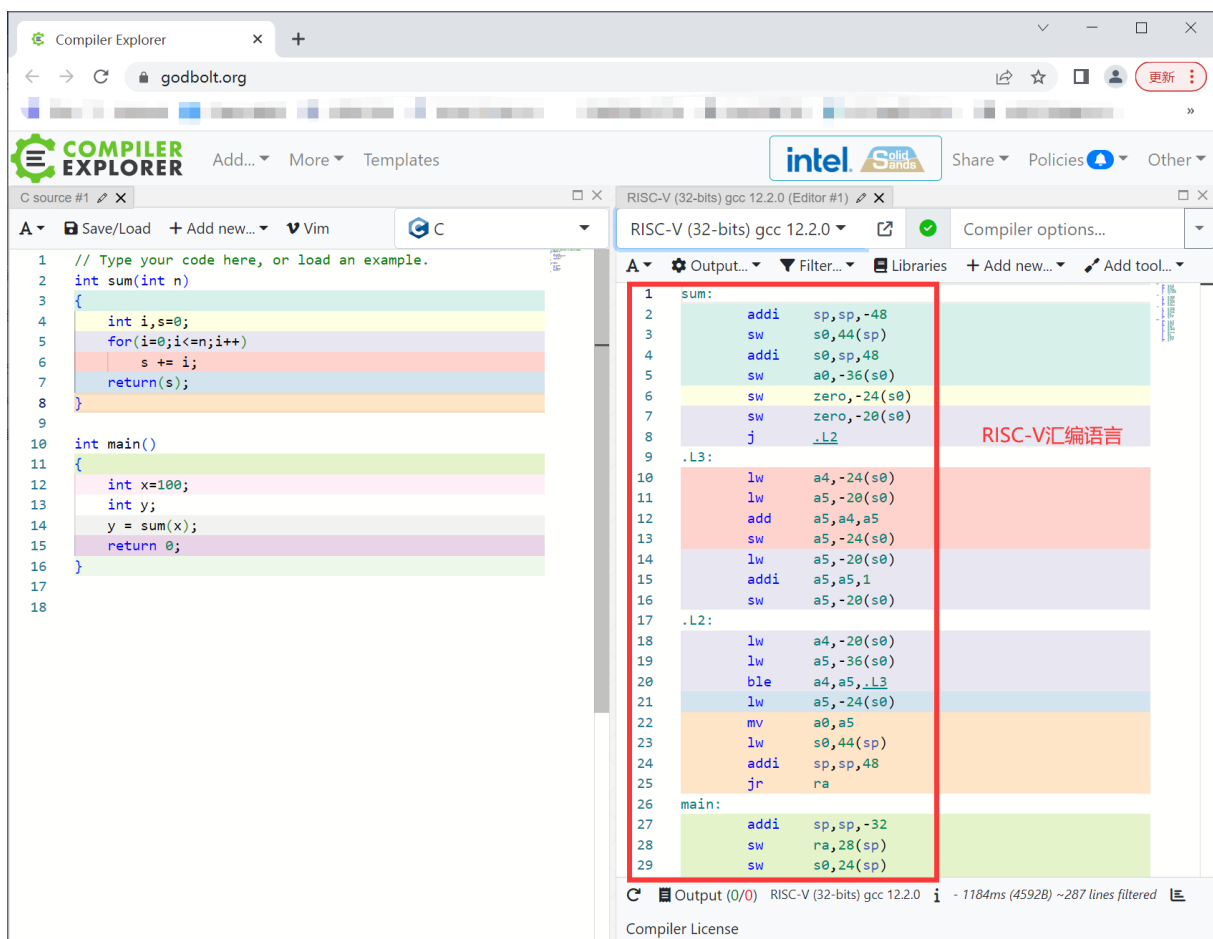 Compiler Explorer
godbolt.org
更新
»
COMPILER EXPLORER
Add... More Templates
intel. Solid Sands
Share Policies Other
C source #1
A Save/Load + Add new... Vim
C
1 // Type your code here, or load an example.
2 int sum(int n)
3 {
4 int i,s=0;
5 for(i=0;i<=n;i++)
6 s += i;
7 return(s);
8 }
9
10 int main()
11 {
12 int x=100;
13 int y;
14 y = sum(x);
15 return 0;
16 }
17
18
RISC-V (32-bits) gcc 12.2.0 (Editor #1)
RISC-V (32-bits) gcc 12.2.0
Compiler options...
A Output... Filter... Libraries + Add new... Add tool...
1 sum:
2 addi sp,sp,-48
3 sw s0,44(sp)
4 addi s0,sp,48
5 sw a0,-36(s0)
6 sw zero,-24(s0)
7 sw zero,-20(s0)
8 j .L2
RISC-V汇编语言
9 .L3:
10 lw a4,-24(s0)
11 lw a5,-20(s0)
12 add a5,a4,a5
13 sw a5,-24(s0)
14 lw a5,-20(s0)
15 addi a5,a5,1
16 sw a5,-20(s0)
17 .L2:
18 lw a4,-20(s0)
19 lw a5,-36(s0)
20 ble a4,a5,.L3
21 lw a5,-24(s0)
22 mv a0,a5
23 lw s0,44(sp)
24 addi sp,sp,48
25 jr ra
26 main:
27 addi sp,sp,-32
28 sw ra,28(sp)
29 sw s0,24(sp)
Output (0/0) RISC-V (32-bits) gcc 12.2.0 i - 1184ms (4592B) ~287 lines filtered
Compiler License